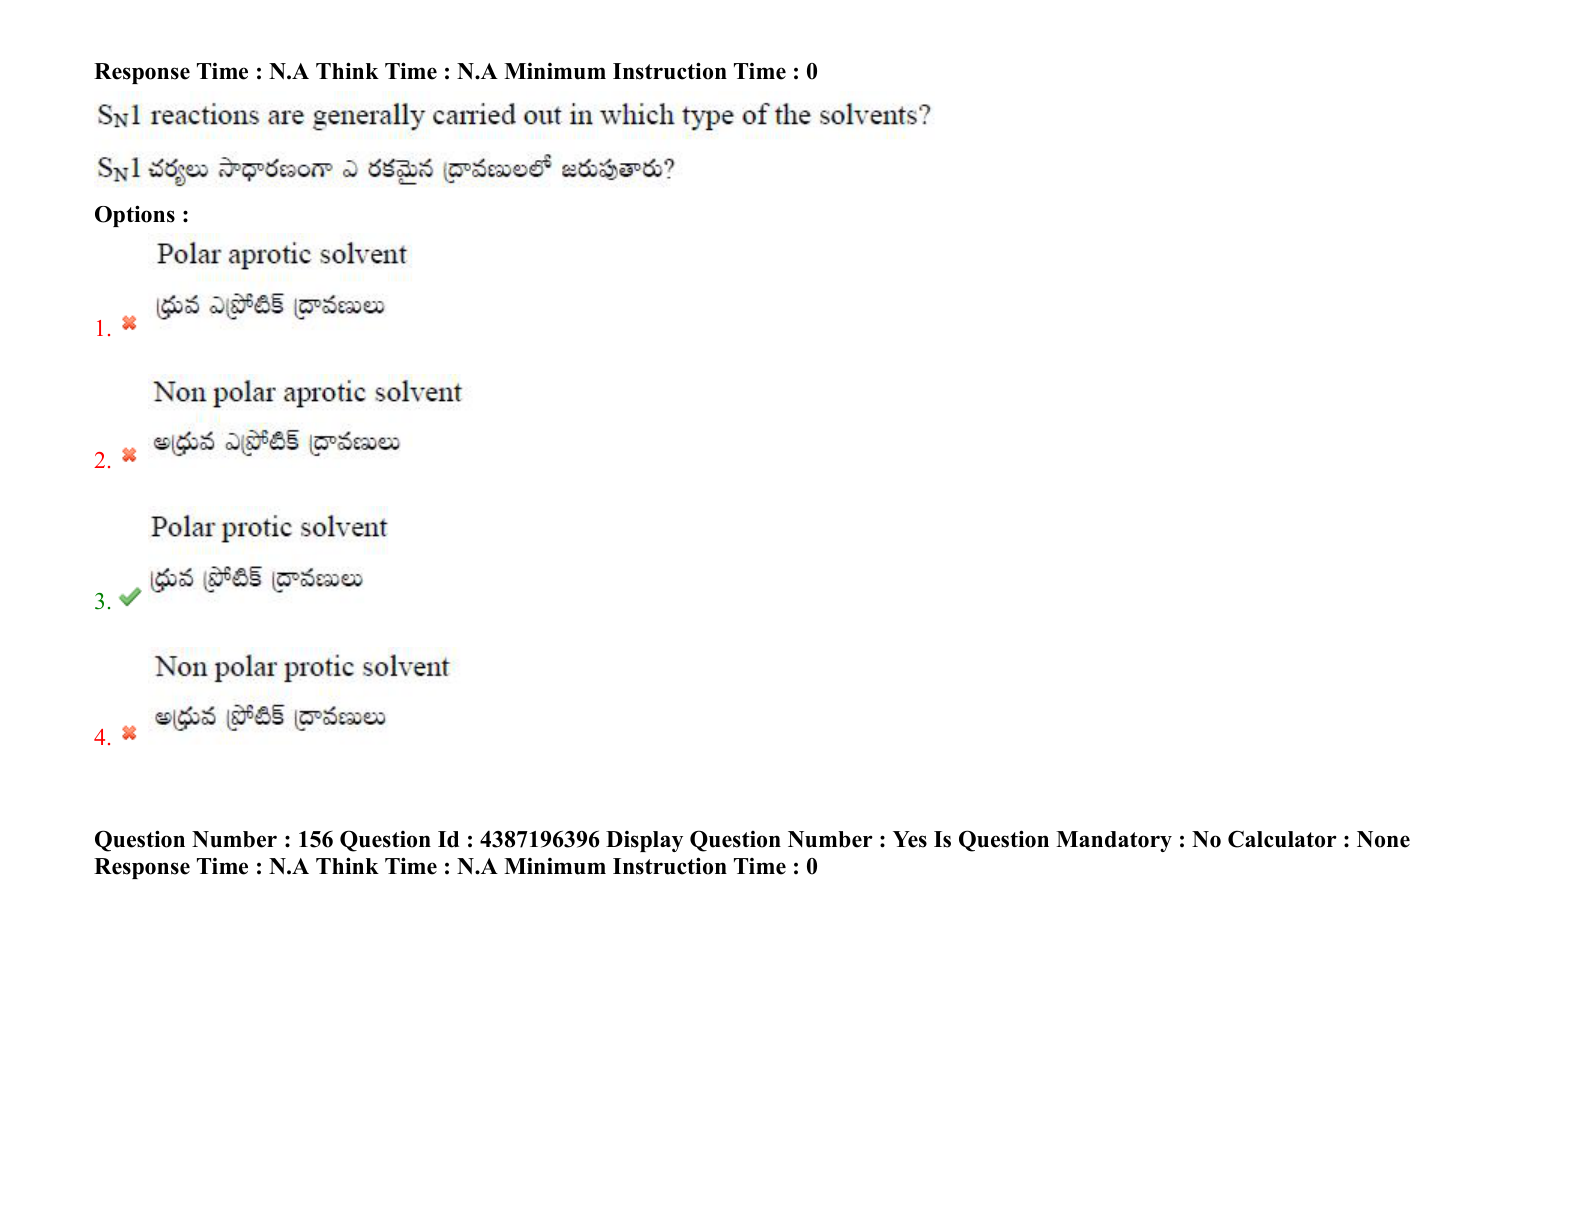 Response Time : N.A Think Time : N.A Minimum Instruction Time : 0
SN1 reactions are generally carried out in which type of the solvents?
SN1 చర్యలు సాధారణంగా ఎ రకమైన ద్రావణులలో జరుపుతారు?
Options :
Polar aprotic solvent
ధ్రువ ఎప్రోటిక్ ద్రావణులు
1.
Non polar aprotic solvent
అధ్రువ ఎప్రోటిక్ ద్రావణులు
2.
Polar protic solvent
ధ్రువ ప్రోటిక్ ద్రావణులు
3.
Non polar protic solvent
అధ్రువ ప్రోటిక్ ద్రావణులు
4.
Question Number : 156 Question Id : 4387196396 Display Question Number : Yes Is Question Mandatory : No Calculator : None
Response Time : N.A Think Time : N.A Minimum Instruction Time : 0